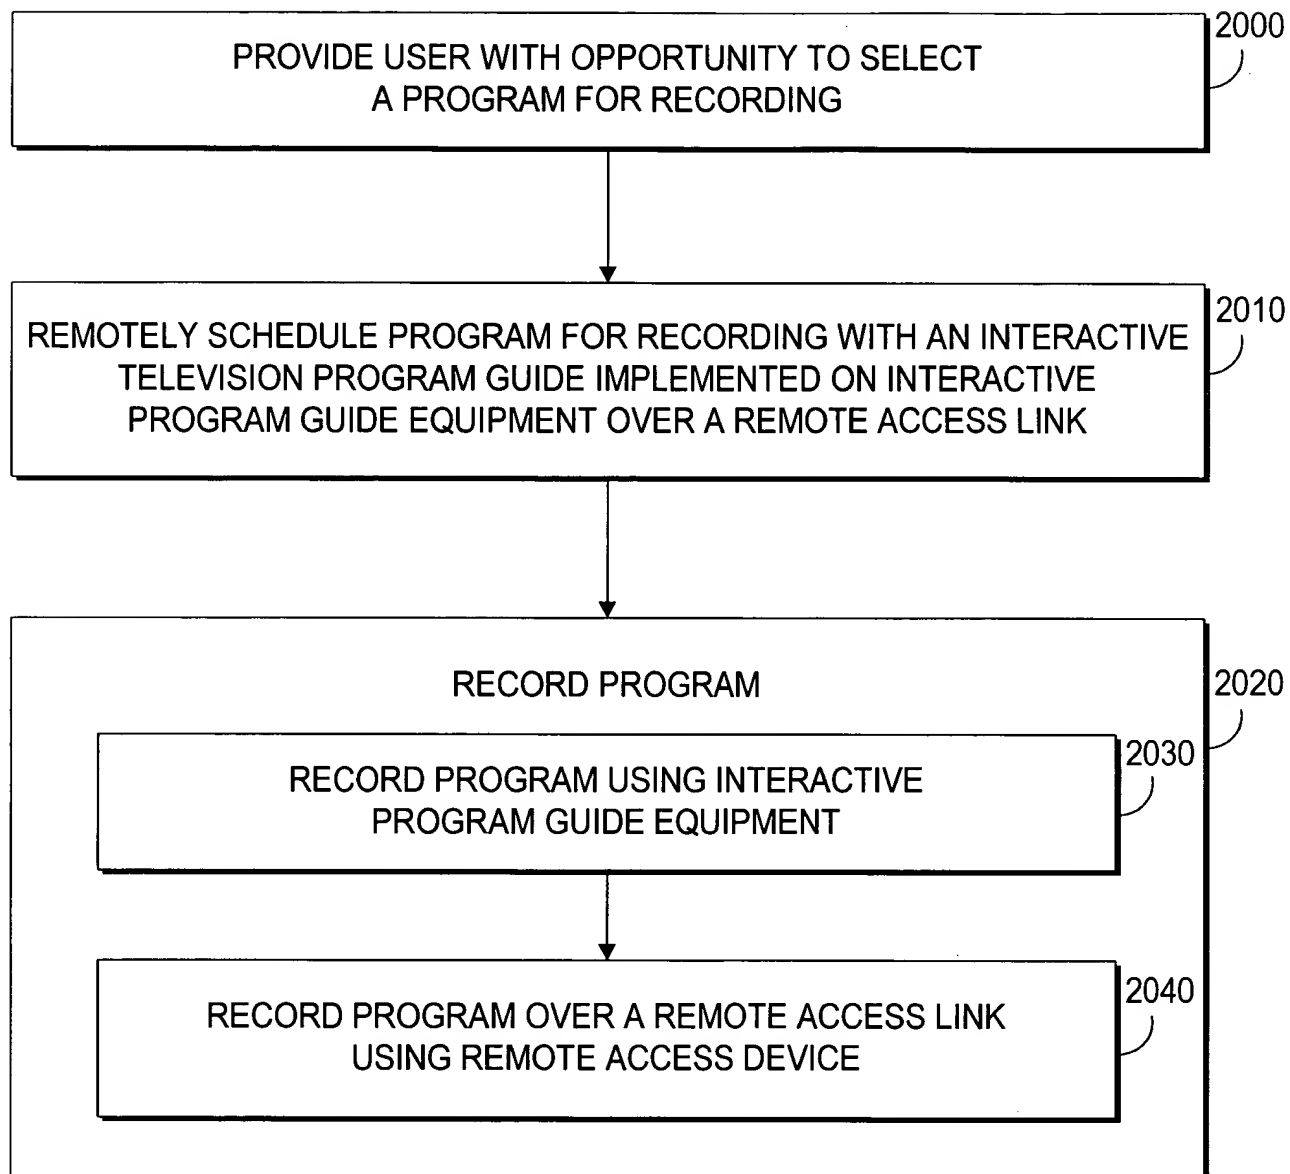 PROVIDE USER WITH OPPORTUNITY TO SELECT
A PROGRAM FOR RECORDING
2000
REMOTELY SCHEDULE PROGRAM FOR RECORDING WITH AN INTERACTIVE
TELEVISION PROGRAM GUIDE IMPLEMENTED ON INTERACTIVE
PROGRAM GUIDE EQUIPMENT OVER A REMOTE ACCESS LINK
2010
RECORD PROGRAM
2020
RECORD PROGRAM USING INTERACTIVE
PROGRAM GUIDE EQUIPMENT
2030
RECORD PROGRAM OVER A REMOTE ACCESS LINK
USING REMOTE ACCESS DEVICE
2040